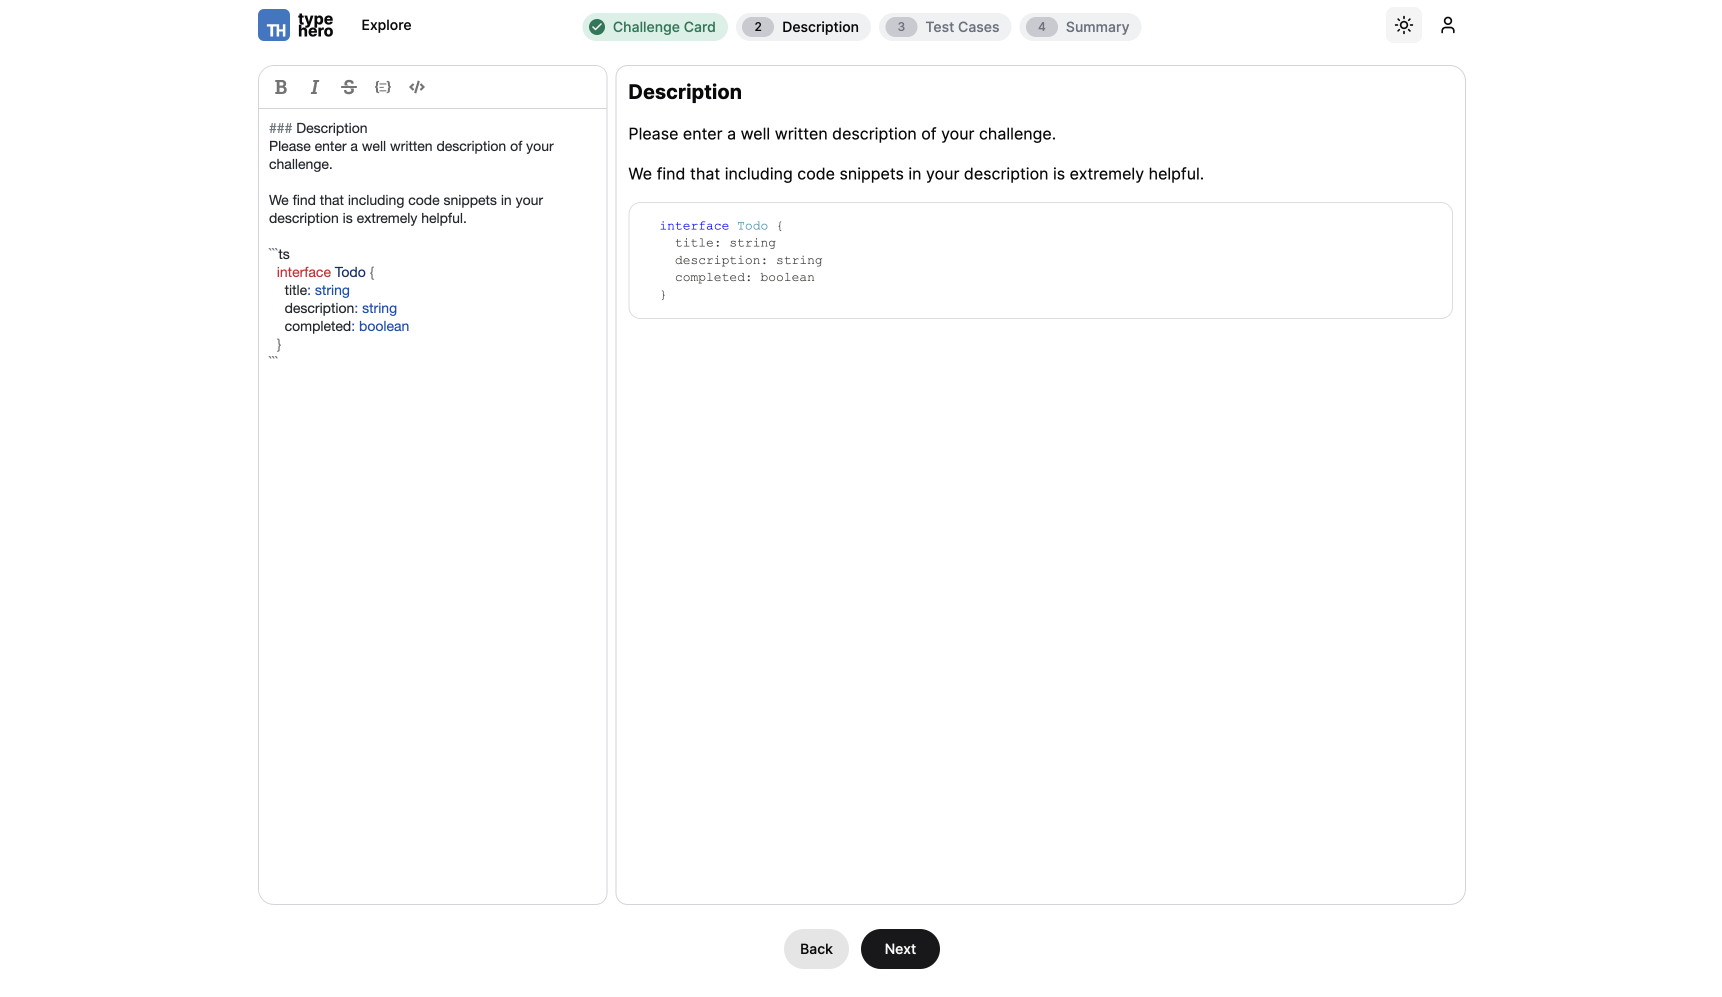 TH type hero
Explore
Challenge Card
2 Description
3 Test Cases
4 Summary
### Description
Please enter a well written description of your
challenge.
We find that including code snippets in your
description is extremely helpful.
```ts
interface Todo {
title: string
description: string
completed: boolean
}
```
Description
Please enter a well written description of your challenge.
We find that including code snippets in your description is extremely helpful.
interface Todo {
title: string
description: string
completed: boolean
}
Back
Next